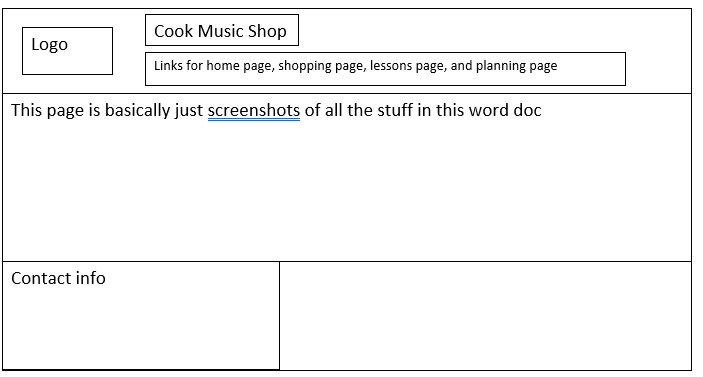 Logo
Cook Music Shop
Links for home page, shopping page, lessons page, and planning page
This page is basically just screenshots of all the stuff in this word doc
Contact info